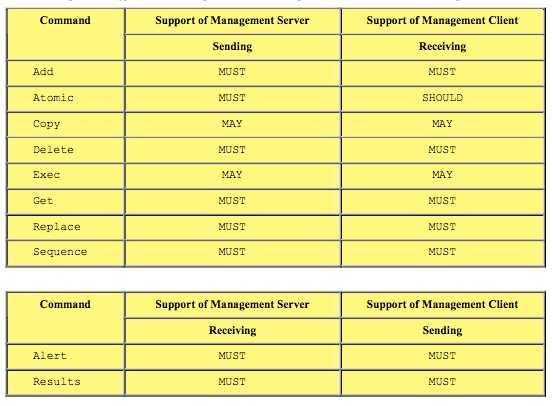 Command Support of Management Server Support of Management Client
Sending Receiving
Add MUST MUST
Atomic MUST SHOULD
Copy MAY MAY
Delete MUST MUST
Exec MAY MAY
Get MUST MUST
Replace MUST MUST
Sequence MUST MUST
Command Support of Management Server Support of Management Client
Receiving Sending
Alert MUST MUST
Results MUST MUST